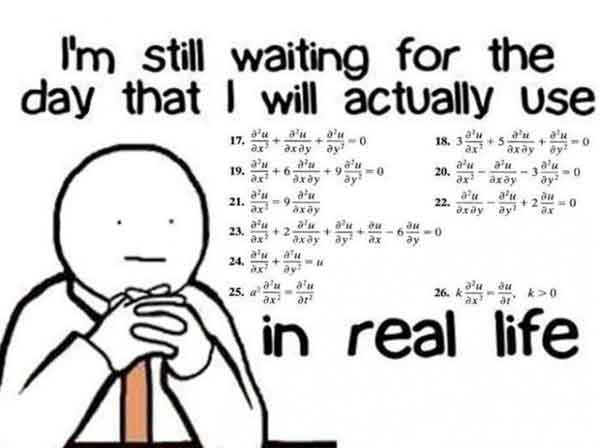 I'm still waiting for the
day that I will actually use
17. ∂²u/∂x² + ∂²u/∂x∂y + ∂²u/∂y² = 0
18. 3 ∂²u/∂x² + 5 ∂²u/∂x∂y + ∂²u/∂y² = 0
19. ∂²u/∂x² + 6 ∂²u/∂x∂y + 9 ∂²u/∂y² = 0
20. ∂²u/∂x² − ∂²u/∂x∂y − 3 ∂²u/∂y² = 0
21. ∂²u/∂x² = 9 ∂²u/∂x∂y
22. ∂²u/∂x∂y − ∂²u/∂y² + 2 ∂u/∂x = 0
23. ∂²u/∂x² + 2 ∂²u/∂x∂y + ∂²u/∂y² + ∂u/∂x − 6 ∂u/∂y = 0
24. ∂²u/∂x² + ∂²u/∂y² = u
25. a² ∂²u/∂x² = ∂²u/∂t²
26. k ∂²u/∂x² = ∂u/∂t, k > 0
in real life